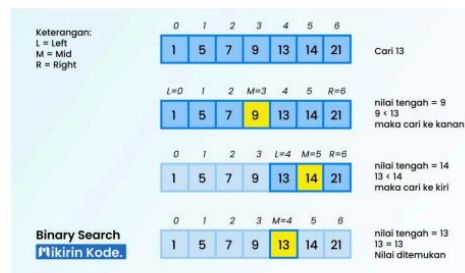 Keterangan:
L = Left
M = Mid
R = Right
0 1 2 3 4 5 6
1 5 7 9 13 14 21
Cari 13
L=0 1 2 M=3 4 5 R=6
1 5 7 9 13 14 21
nilai tengah = 9
9 < 13
maka cari ke kanan
0 1 2 3 L=4 M=5 R=6
1 5 7 9 13 14 21
nilai tengah = 14
13 < 14
maka cari ke kiri
0 1 2 3 M=4 5 6
1 5 7 9 13 14 21
nilai tengah = 13
13 = 13
Nilai ditemukan
Binary Search
Mikirin Kode.